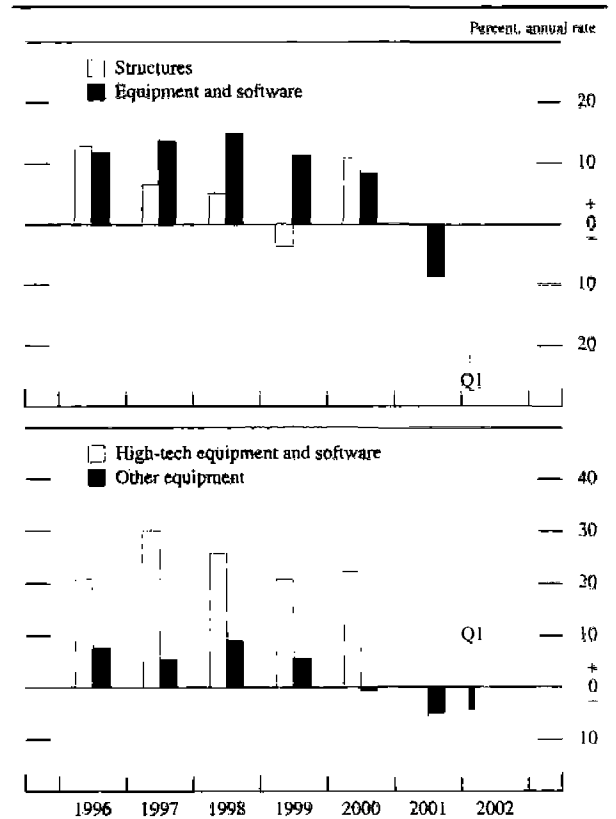 Percent, annual rate
Structures
Equipment and software
20
10
+
0
−
10
20
Q1
High-tech equipment and software
Other equipment
40
30
20
10
Q1
+
0
−
10
1996 1997 1998 1999 2000 2001 2002